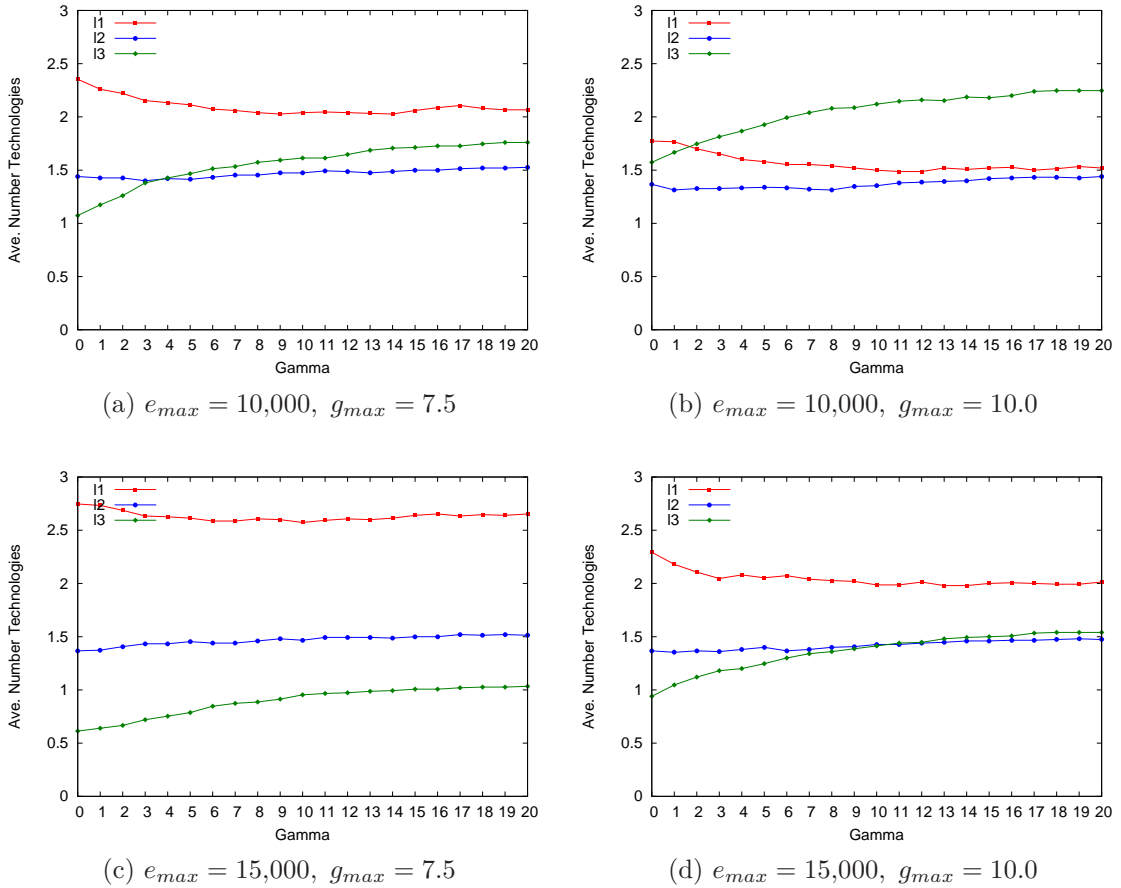 3
2.5
2
1.5
1
0.5
0
Ave. Number Technologies
l1
l2
l3
0 1 2 3 4 5 6 7 8 9 10 11 12 13 14 15 16 17 18 19 20
Gamma
(a) e_max = 10,000, g_max = 7.5
3
2.5
2
1.5
1
0.5
0
Ave. Number Technologies
l1
l2
l3
0 1 2 3 4 5 6 7 8 9 10 11 12 13 14 15 16 17 18 19 20
Gamma
(b) e_max = 10,000, g_max = 10.0
3
2.5
2
1.5
1
0.5
0
Ave. Number Technologies
l1
l2
l3
0 1 2 3 4 5 6 7 8 9 10 11 12 13 14 15 16 17 18 19 20
Gamma
(c) e_max = 15,000, g_max = 7.5
3
2.5
2
1.5
1
0.5
0
Ave. Number Technologies
l1
l2
l3
0 1 2 3 4 5 6 7 8 9 10 11 12 13 14 15 16 17 18 19 20
Gamma
(d) e_max = 15,000, g_max = 10.0